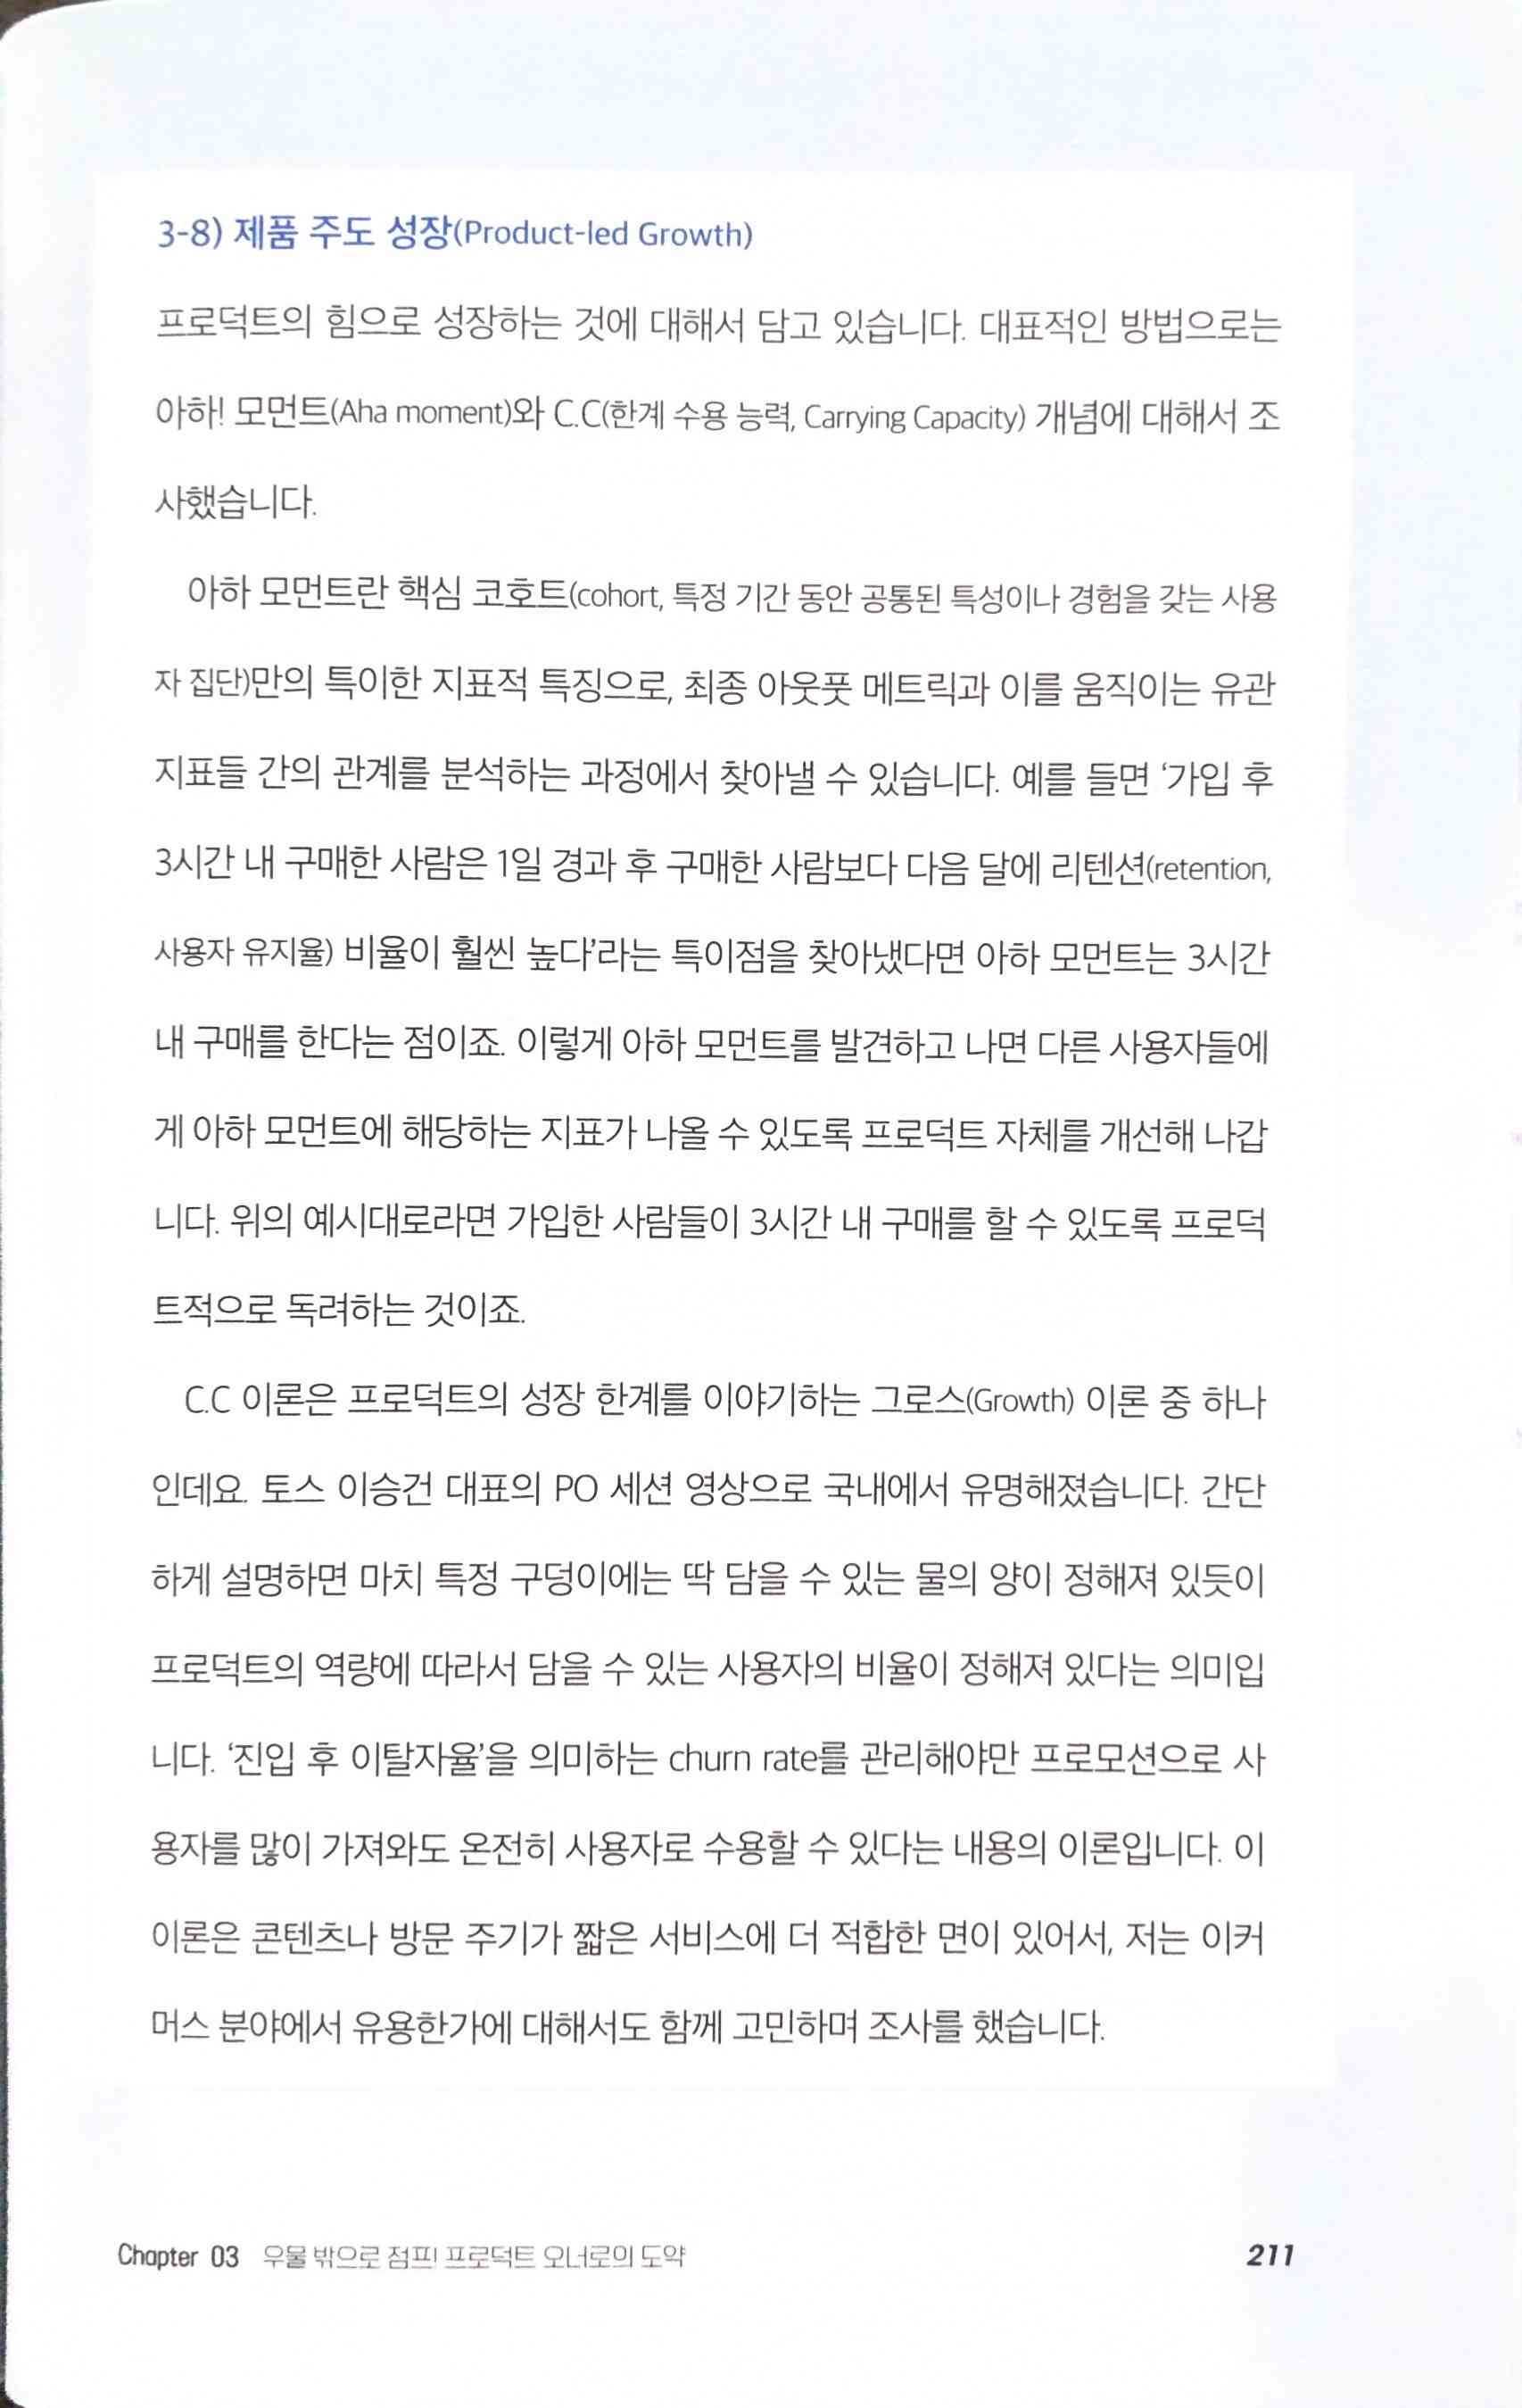 3-8) 제품 주도 성장(Product-led Growth)
프로덕트의 힘으로 성장하는 것에 대해서 담고 있습니다. 대표적인 방법으로는
아하! 모먼트(Aha moment)와 C.C(한계 수용 능력, Carrying Capacity) 개념에 대해서 조
사했습니다.
아하 모먼트란 핵심 코호트(cohort, 특정 기간 동안 공통된 특성이나 경험을 갖는 사용
자 집단)만의 특이한 지표적 특징으로, 최종 아웃풋 메트릭과 이를 움직이는 유관
지표들 간의 관계를 분석하는 과정에서 찾아낼 수 있습니다. 예를 들면 ‘가입 후
3시간 내 구매한 사람은 1일 경과 후 구매한 사람보다 다음 달에 리텐션(retention,
사용자 유지율) 비율이 훨씬 높다’라는 특이점을 찾아냈다면 아하 모먼트는 3시간
내 구매를 한다는 점이죠. 이렇게 아하 모먼트를 발견하고 나면 다른 사용자들에
게 아하 모먼트에 해당하는 지표가 나올 수 있도록 프로덕트 자체를 개선해 나갑
니다. 위의 예시대로라면 가입한 사람들이 3시간 내 구매를 할 수 있도록 프로덕
트적으로 독려하는 것이죠.
C.C 이론은 프로덕트의 성장 한계를 이야기하는 그로스(Growth) 이론 중 하나
인데요. 토스 이승건 대표의 PO 세션 영상으로 국내에서 유명해졌습니다. 간단
하게 설명하면 마치 특정 구덩이에는 딱 담을 수 있는 물의 양이 정해져 있듯이
프로덕트의 역량에 따라서 담을 수 있는 사용자의 비율이 정해져 있다는 의미입
니다. ‘진입 후 이탈자율’을 의미하는 churn rate를 관리해야만 프로모션으로 사
용자를 많이 가져와도 온전히 사용자로 수용할 수 있다는 내용의 이론입니다. 이
이론은 콘텐츠나 방문 주기가 짧은 서비스에 더 적합한 면이 있어서, 저는 이커
머스 분야에서 유용한가에 대해서도 함께 고민하며 조사를 했습니다.
Chapter 03 우물 밖으로 점프! 프로덕트 오너로의 도약 211